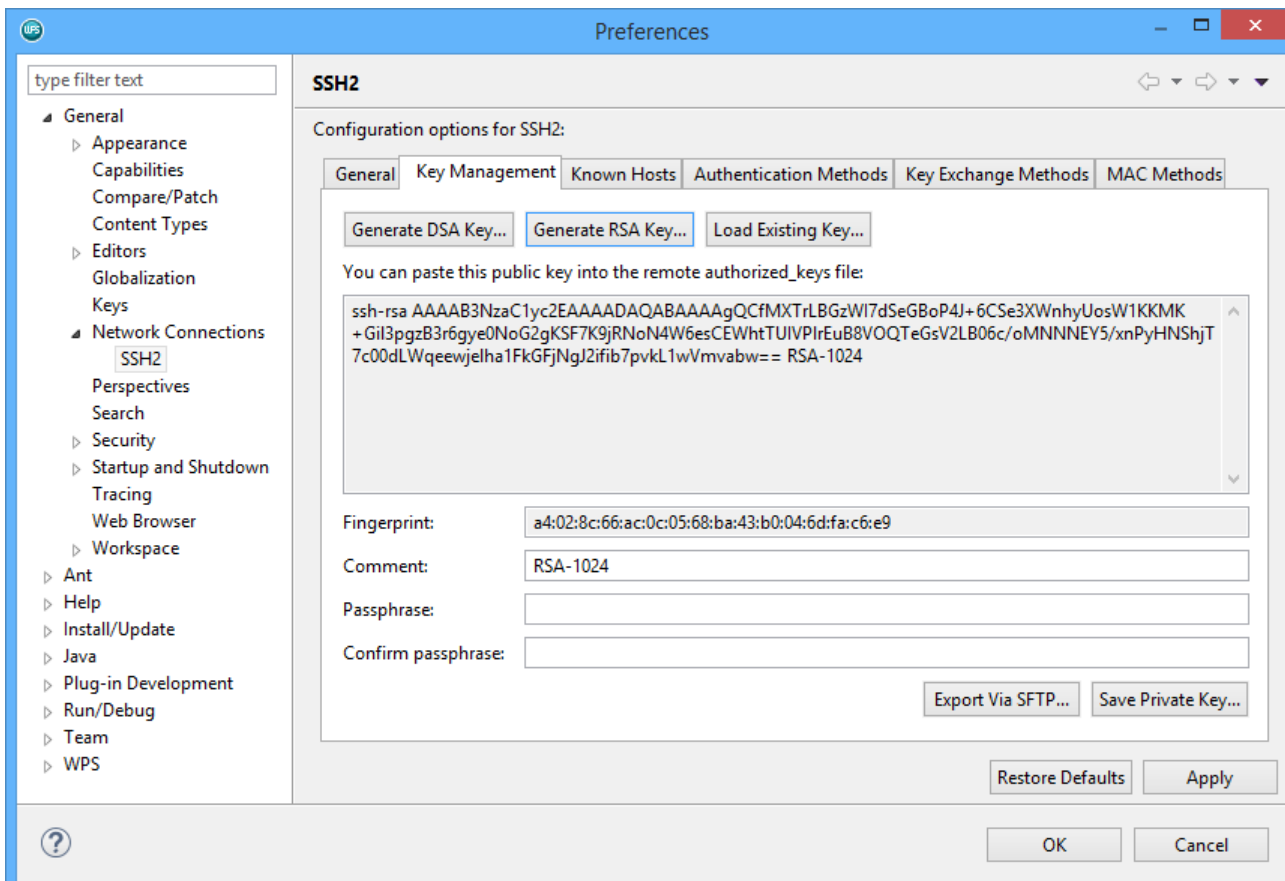 WPS
Preferences
type filter text
General
Appearance
Capabilities
Compare/Patch
Content Types
Editors
Globalization
Keys
Network Connections
SSH2
Perspectives
Search
Security
Startup and Shutdown
Tracing
Web Browser
Workspace
Ant
Help
Install/Update
Java
Plug-in Development
Run/Debug
Team
WPS
SSH2
Configuration options for SSH2:
General Key Management Known Hosts Authentication Methods Key Exchange Methods MAC Methods
Generate DSA Key... Generate RSA Key... Load Existing Key...
You can paste this public key into the remote authorized_keys file:
ssh-rsa AAAAB3NzaC1yc2EAAAADAQABAAAAgQCfMXTrLBGzWI7dSeGBoP4J+6CSe3XWnhyUosW1KKMK
+GiI3pgzB3r6gye0NoG2gKSF7K9jRNoN4W6esCEWhtTUIVPIrEuB8VOQTeGsV2LB06c/oMNNNEY5/xnPyHNShjT
7c00dLWqeewjeIha1FkGFjNgJ2ifib7pvkL1wVmvabw== RSA-1024
Fingerprint: a4:02:8c:66:ac:0c:05:68:ba:43:b0:04:6d:fa:c6:e9
Comment: RSA-1024
Passphrase:
Confirm passphrase:
Export Via SFTP... Save Private Key...
Restore Defaults Apply
? OK Cancel